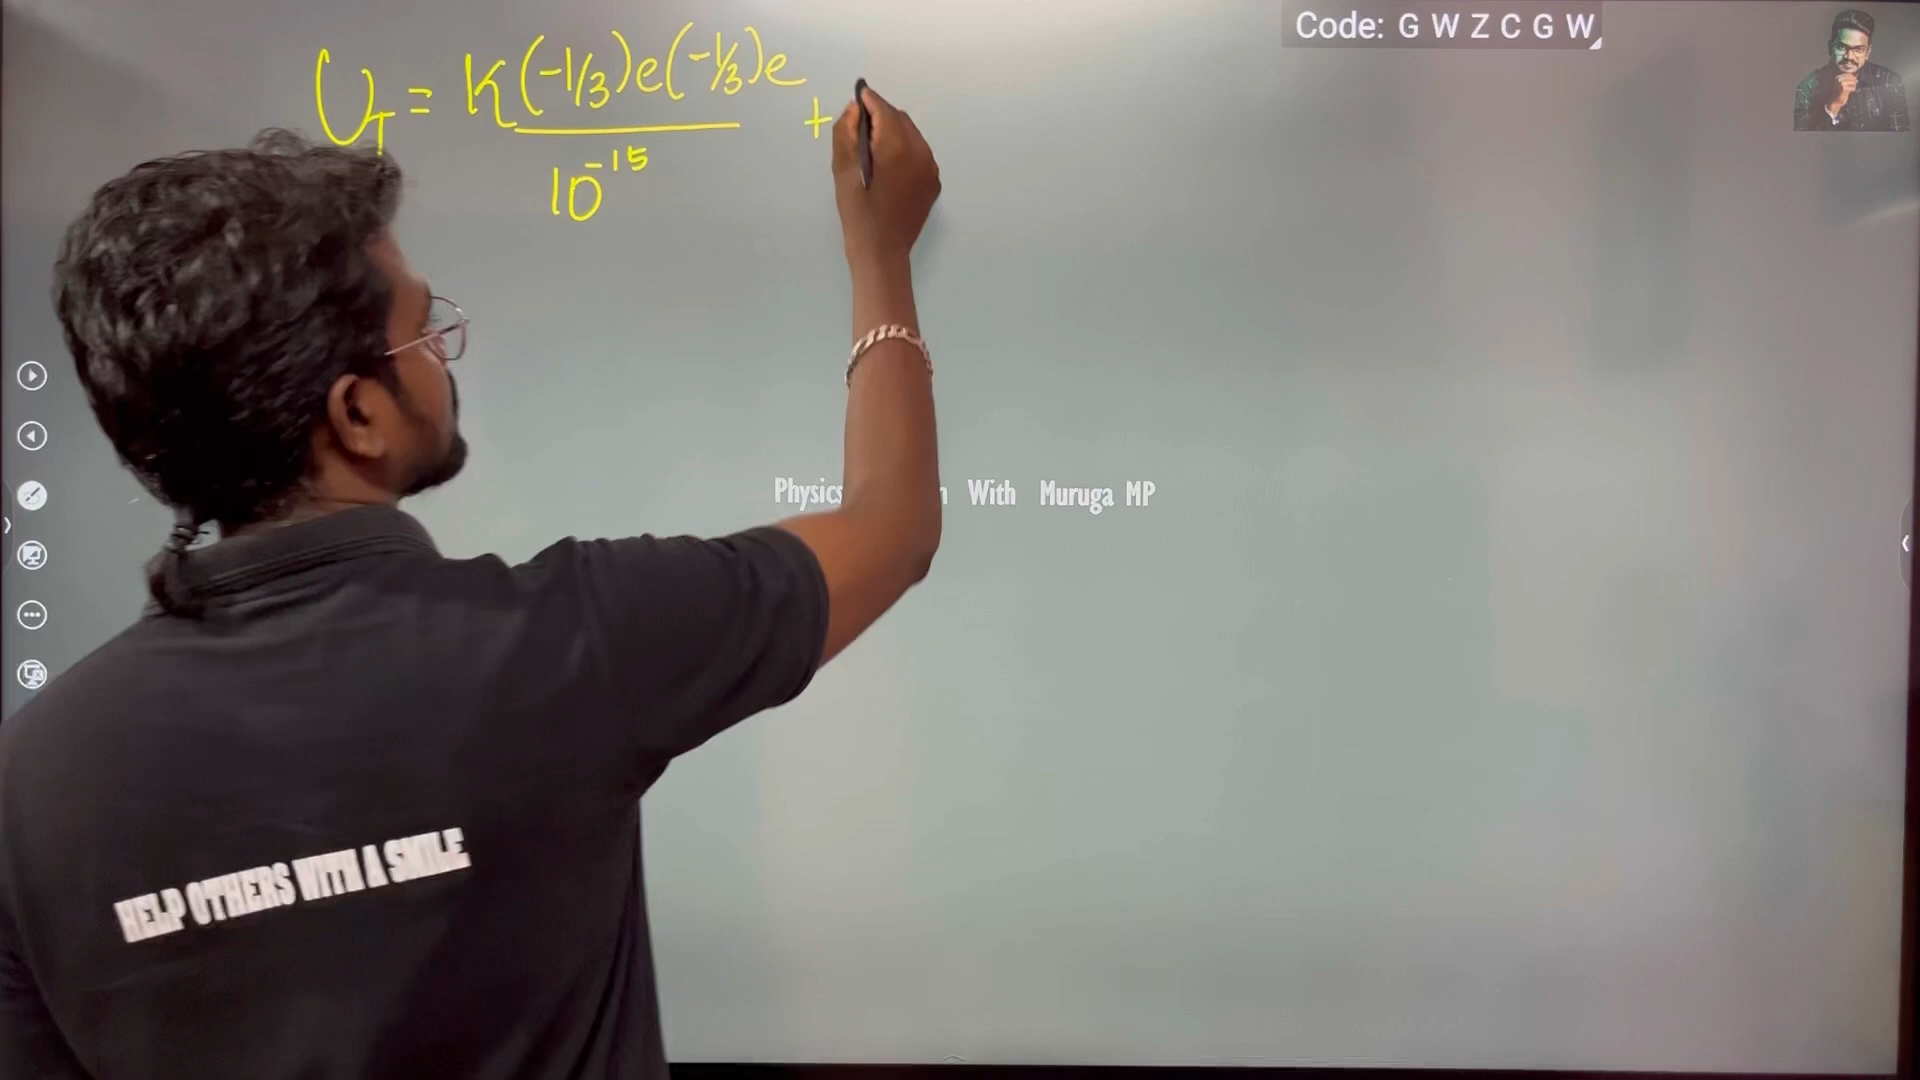 Code: G W Z C G W
U_T = K(-1/3)e(-1/3)e +
10^-15
Physics With Muruga MP
HELP OTHERS WITH A SMILE